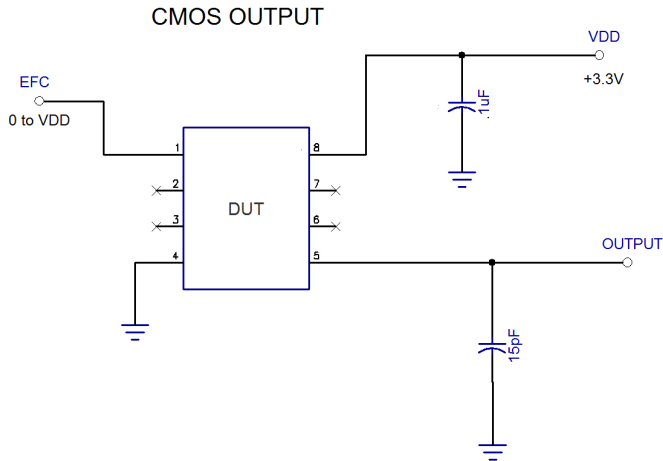 CMOS OUTPUT
VDD
+3.3V
EFC
0 to VDD
.1uF
1
8
2
7
DUT
3
6
4
5
OUTPUT
15pF